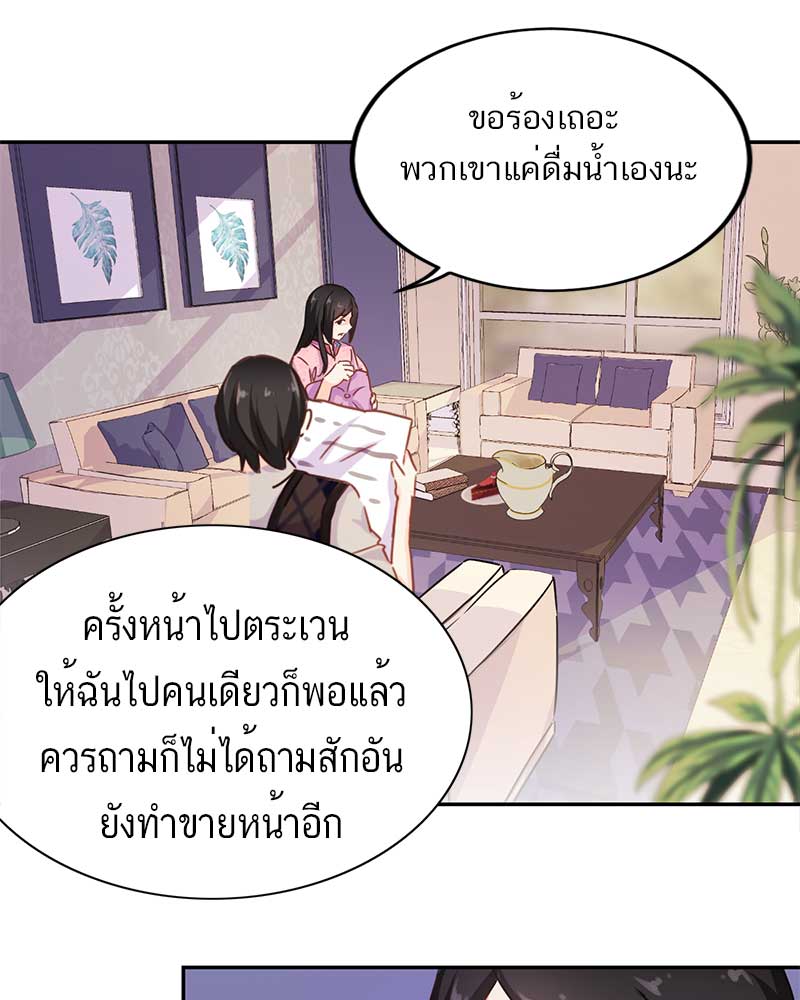 ขอร้องเถอะ
พวกเขาแค่ดื่มน้ำเองนะ
ครั้งหน้าไปตระเวน
ให้ฉันไปคนเดียวก็พอแล้ว
ควรถามก็ไม่ได้ถามสักอัน
ยังทำขายหน้าอีก